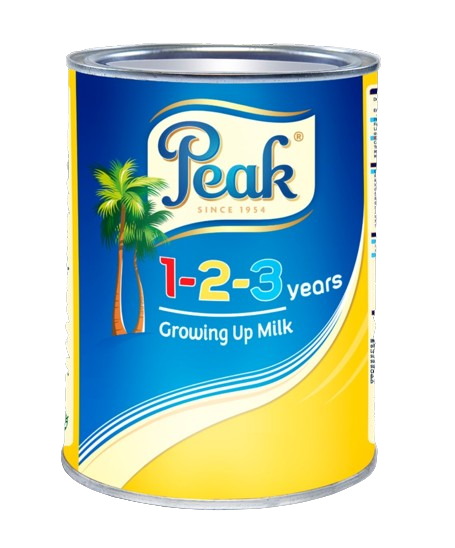 Peak®
SINCE 1954
1-2-3 years
Growing Up Milk